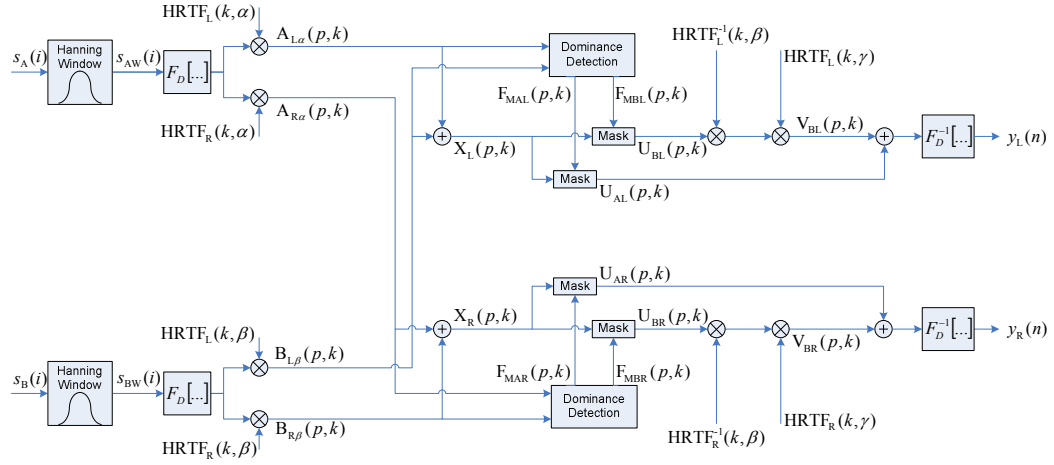 HRTF_L(k,α)
s_A(i)
Hanning
Window
s_AW(i)
F_D[...]
A_Lα(p,k)
A_Rα(p,k)
HRTF_R(k,α)
Dominance
Detection
F_MAL(p,k)
F_MBL(p,k)
HRTF_L^-1(k,β)
HRTF_L(k,γ)
X_L(p,k)
Mask
U_BL(p,k)
V_BL(p,k)
F_D^-1[...]
y_L(n)
Mask
U_AL(p,k)
Mask
U_AR(p,k)
X_R(p,k)
Mask
U_BR(p,k)
V_BR(p,k)
F_D^-1[...]
y_R(n)
HRTF_L(k,β)
s_B(i)
Hanning
Window
s_BW(i)
F_D[...]
B_Lβ(p,k)
B_Rβ(p,k)
HRTF_R(k,β)
F_MAR(p,k)
F_MBR(p,k)
Dominance
Detection
HRTF_R^-1(k,β)
HRTF_R(k,γ)